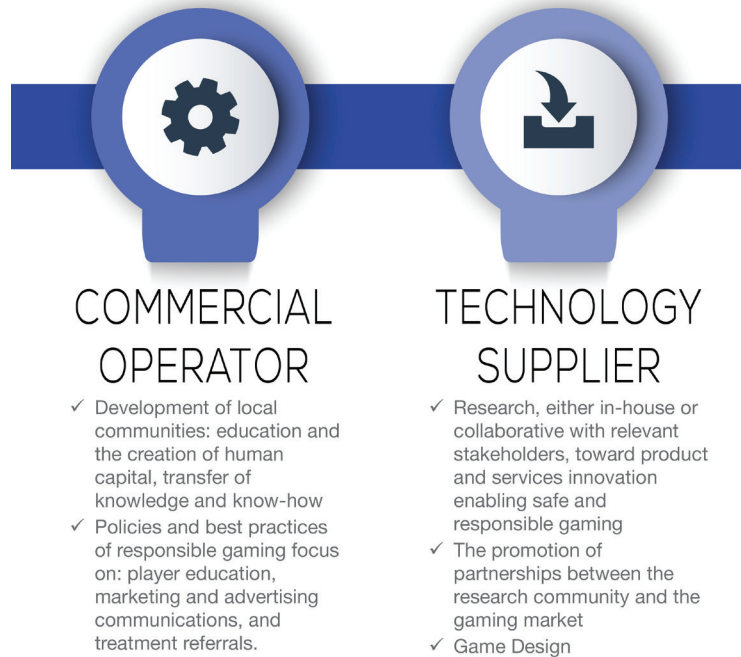 COMMERCIAL
OPERATOR
✓ Development of local
communities: education and
the creation of human
capital, transfer of
knowledge and know-how
✓ Policies and best practices
of responsible gaming focus
on: player education,
marketing and advertising
communications, and
treatment referrals.
TECHNOLOGY
SUPPLIER
✓ Research, either in-house or
collaborative with relevant
stakeholders, toward product
and services innovation
enabling safe and
responsible gaming
✓ The promotion of
partnerships between the
research community and the
gaming market
✓ Game Design